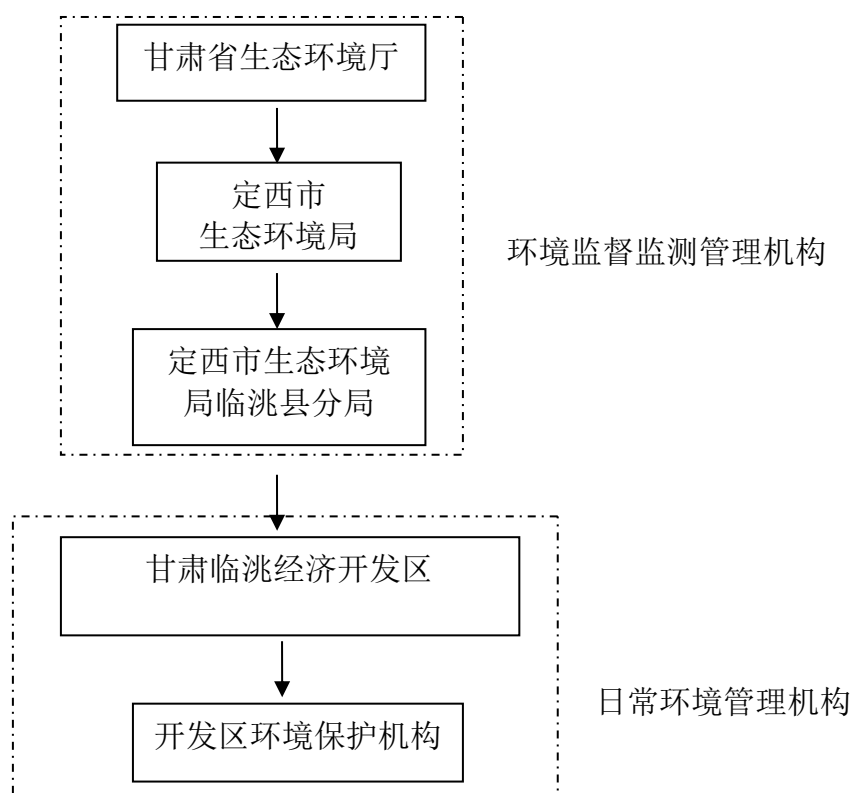 甘肃省生态环境厅
定西市
生态环境局
环境监督监测管理机构
定西市生态环境
局临洮县分局
甘肃临洮经济开发区
日常环境管理机构
开发区环境保护机构